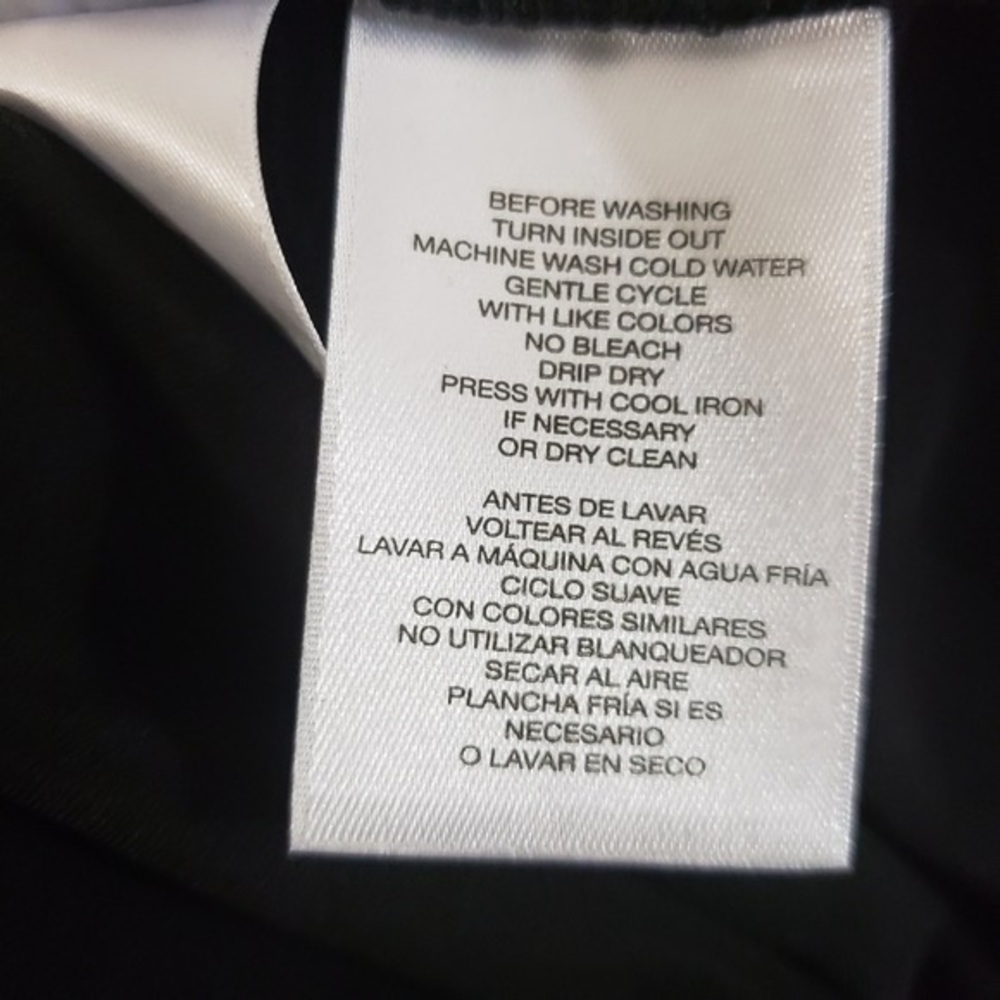 BEFORE WASHING
TURN INSIDE OUT
MACHINE WASH COLD WATER
GENTLE CYCLE
WITH LIKE COLORS
NO BLEACH
DRIP DRY
PRESS WITH COOL IRON
IF NECESSARY
OR DRY CLEAN
ANTES DE LAVAR
VOLTEAR AL REVÉS
LAVAR A MÁQUINA CON AGUA FRÍA
CICLO SUAVE
CON COLORES SIMILARES
NO UTILIZAR BLANQUEADOR
SECAR AL AIRE
PLANCHA FRÍA SI ES
NECESARIO
O LAVAR EN SECO